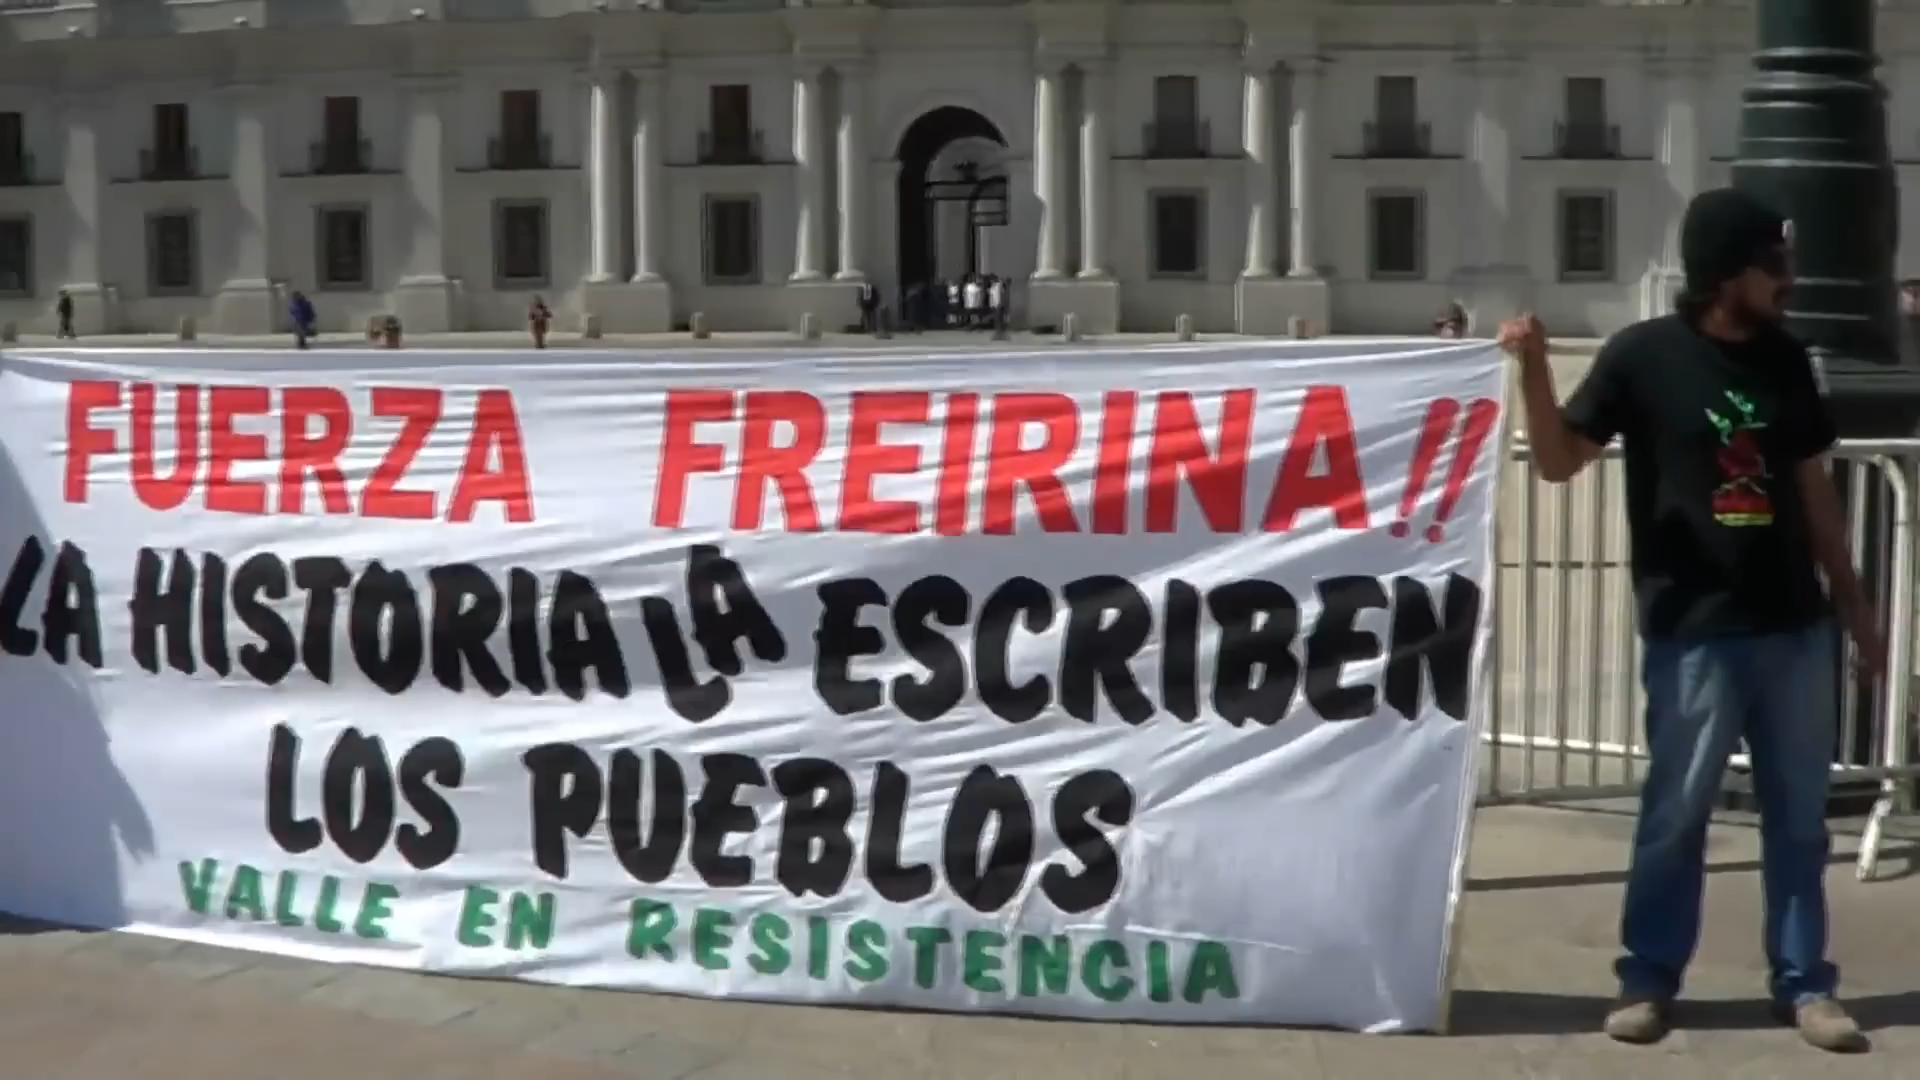 FUERZA FREIRINA!!
LA HISTORIA LA ESCRIBEN
LOS PUEBLOS
VALLE EN RESISTENCIA